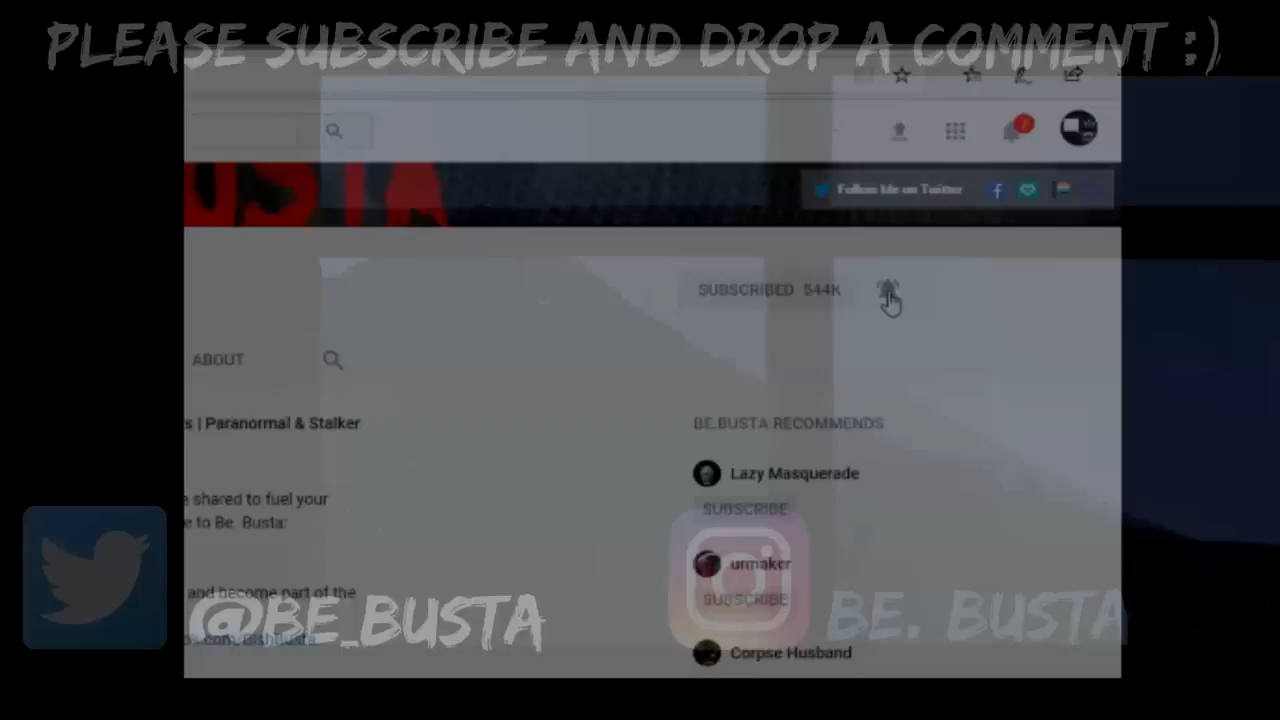 PLEASE SUBSCRIBE AND DROP A COMMENT :)
USTA
Follow Me on Twitter
SUBSCRIBED 544K
ABOUT
s | Paranormal & Stalker
BE.BUSTA RECOMMENDS
Lazy Masquerade
SUBSCRIBE
e shared to fuel your
e to Be. Busta:
urmaker
SUBSCRIBE
and become part of the
@BE_BUSTA
BE. BUSTA
Corpse Husband